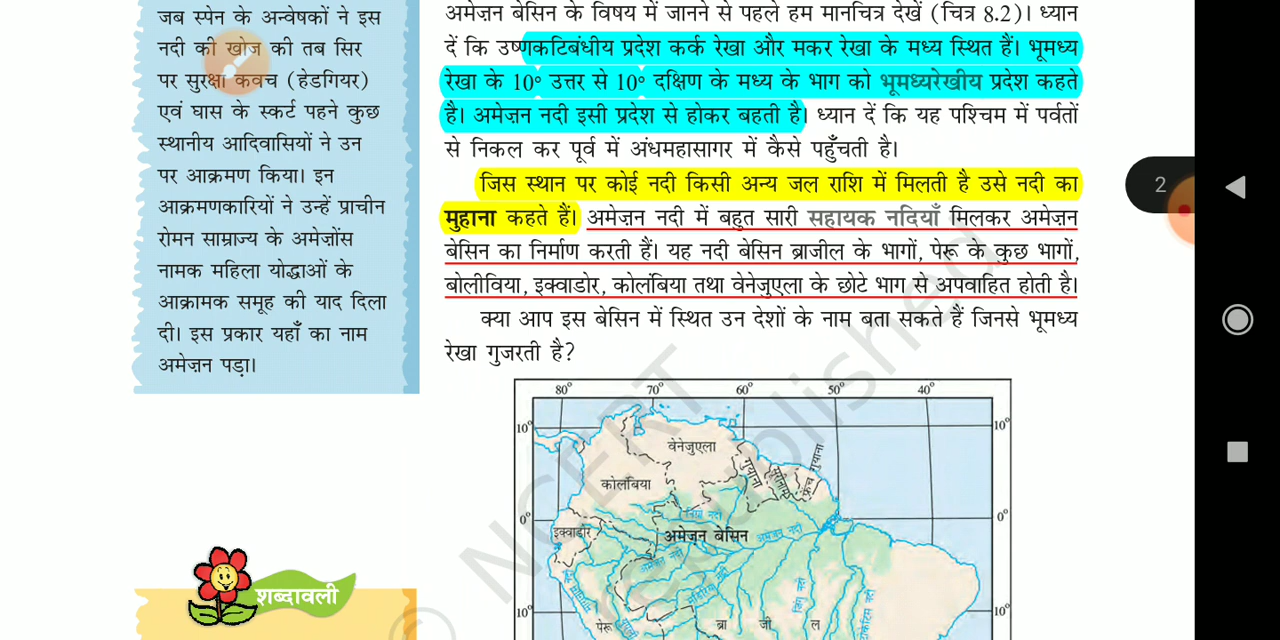 जब स्पेन के अन्वेषकों ने इस
नदी की खोज की तब सिर
पर सुरक्षा कवच (हेडगियर)
एवं घास के स्कर्ट पहने कुछ
स्थानीय आदिवासियों ने उन
पर आक्रमण किया। इन
आक्रमणकारियों ने उन्हें प्राचीन
रोमन साम्राज्य के अमेज़ोंस
नामक महिला योद्धाओं के
आक्रामक समूह की याद दिला
दी। इस प्रकार यहाँ का नाम
अमेज़न पड़ा।
शब्दावली
अमेज़न बेसिन के विषय में जानने से पहले हम मानचित्र देखें (चित्र 8.2)। ध्यान
दें कि उष्णकटिबंधीय प्रदेश कर्क रेखा और मकर रेखा के मध्य स्थित हैं। भूमध्य
रेखा के 10° उत्तर से 10° दक्षिण के मध्य के भाग को भूमध्यरेखीय प्रदेश कहते
है। अमेज़न नदी इसी प्रदेश से होकर बहती है। ध्यान दें कि यह पश्चिम में पर्वतों
से निकल कर पूर्व में अंधमहासागर में कैसे पहुँचती है।
जिस स्थान पर कोई नदी किसी अन्य जल राशि में मिलती है उसे नदी का
मुहाना कहते हैं। अमेज़न नदी में बहुत सारी सहायक नदियाँ मिलकर अमेज़न
बेसिन का निर्माण करती हैं। यह नदी बेसिन ब्राजील के भागों, पेरू के कुछ भागों,
बोलीविया, इक्वाडोर, कोलंबिया तथा वेनेज़ुएला के छोटे भाग से अपवाहित होती है।
क्या आप इस बेसिन में स्थित उन देशों के नाम बता सकते हैं जिनसे भूमध्य
रेखा गुजरती है?
80° 70° 60° 50° 40°
10° 10°
वेनेजुएला
गुयाना
फ्रेंच गुयाना
कोलंबिया
0° 0°
इक्वाडोर
अमेज़न बेसिन
अमेज़न नदी
10° 10°
पेरू
ब्रा जी ल
© NCERT
published
2